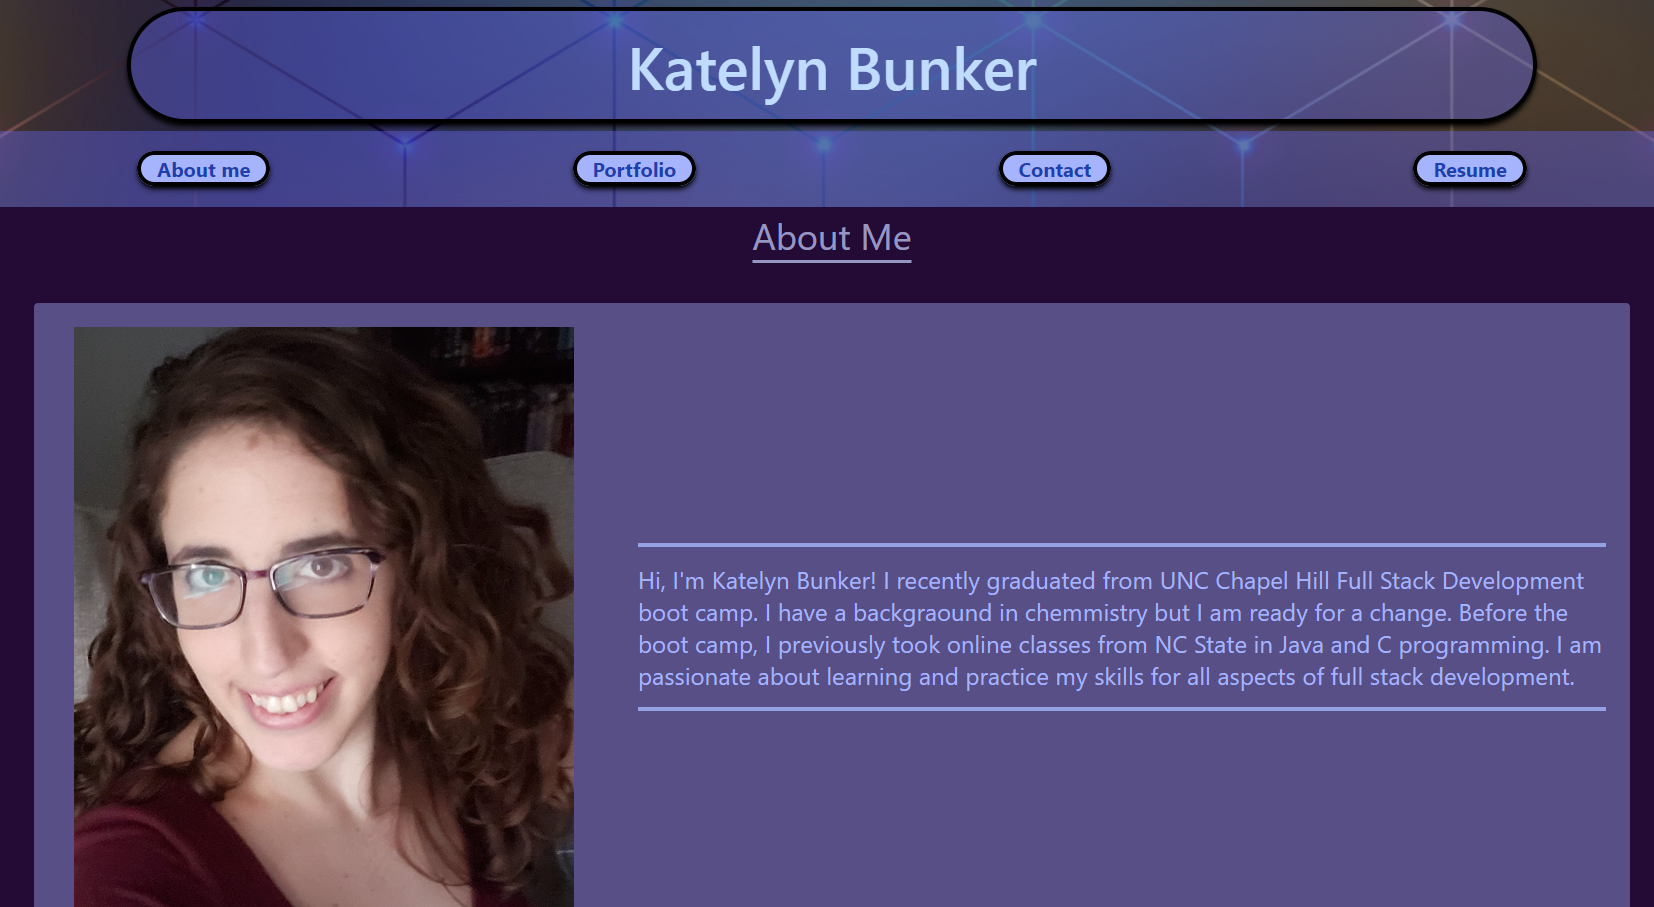 Katelyn Bunker
About me
Portfolio
Contact
Resume
About Me
Hi, I'm Katelyn Bunker! I recently graduated from UNC Chapel Hill Full Stack Development
boot camp. I have a backgraound in chemmistry but I am ready for a change. Before the
boot camp, I previously took online classes from NC State in Java and C programming. I am
passionate about learning and practice my skills for all aspects of full stack development.